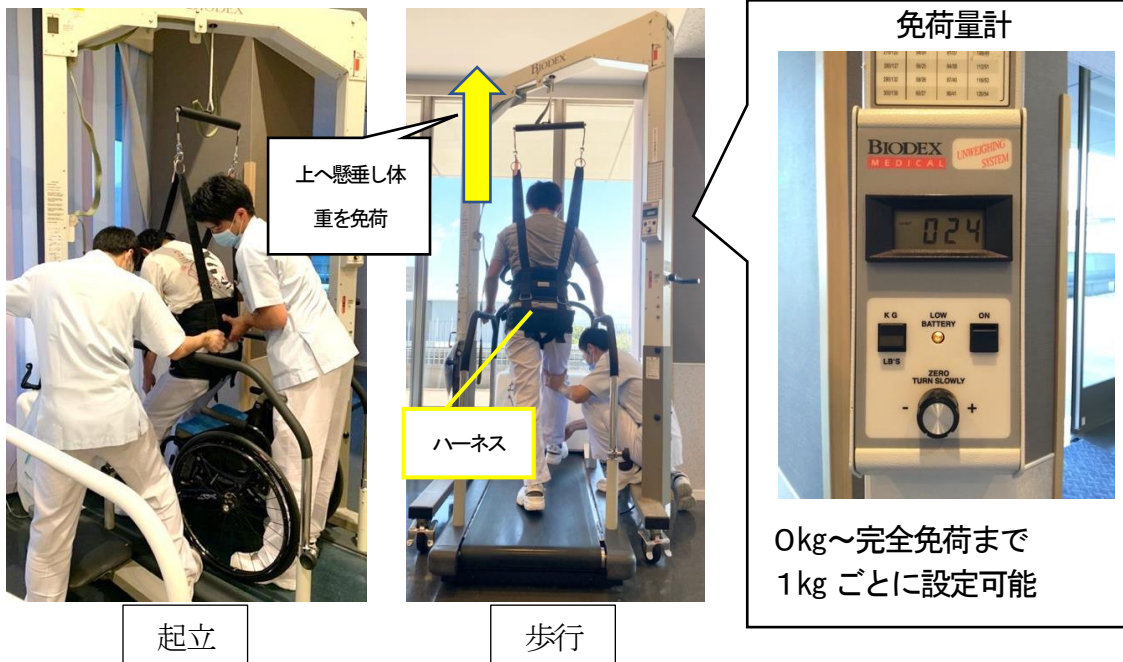 BIODEX
起立
BIODEX
上へ懸垂し体
重を免荷
ハーネス
歩行
免荷量計
BIODEX
MEDICAL
UNWEIGHING
SYSTEM
024
KG
LOW
BATTERY
ON
LB'S
ZERO
TURN SLOWLY
- +
0kg～完全免荷まで
1kg ごとに設定可能